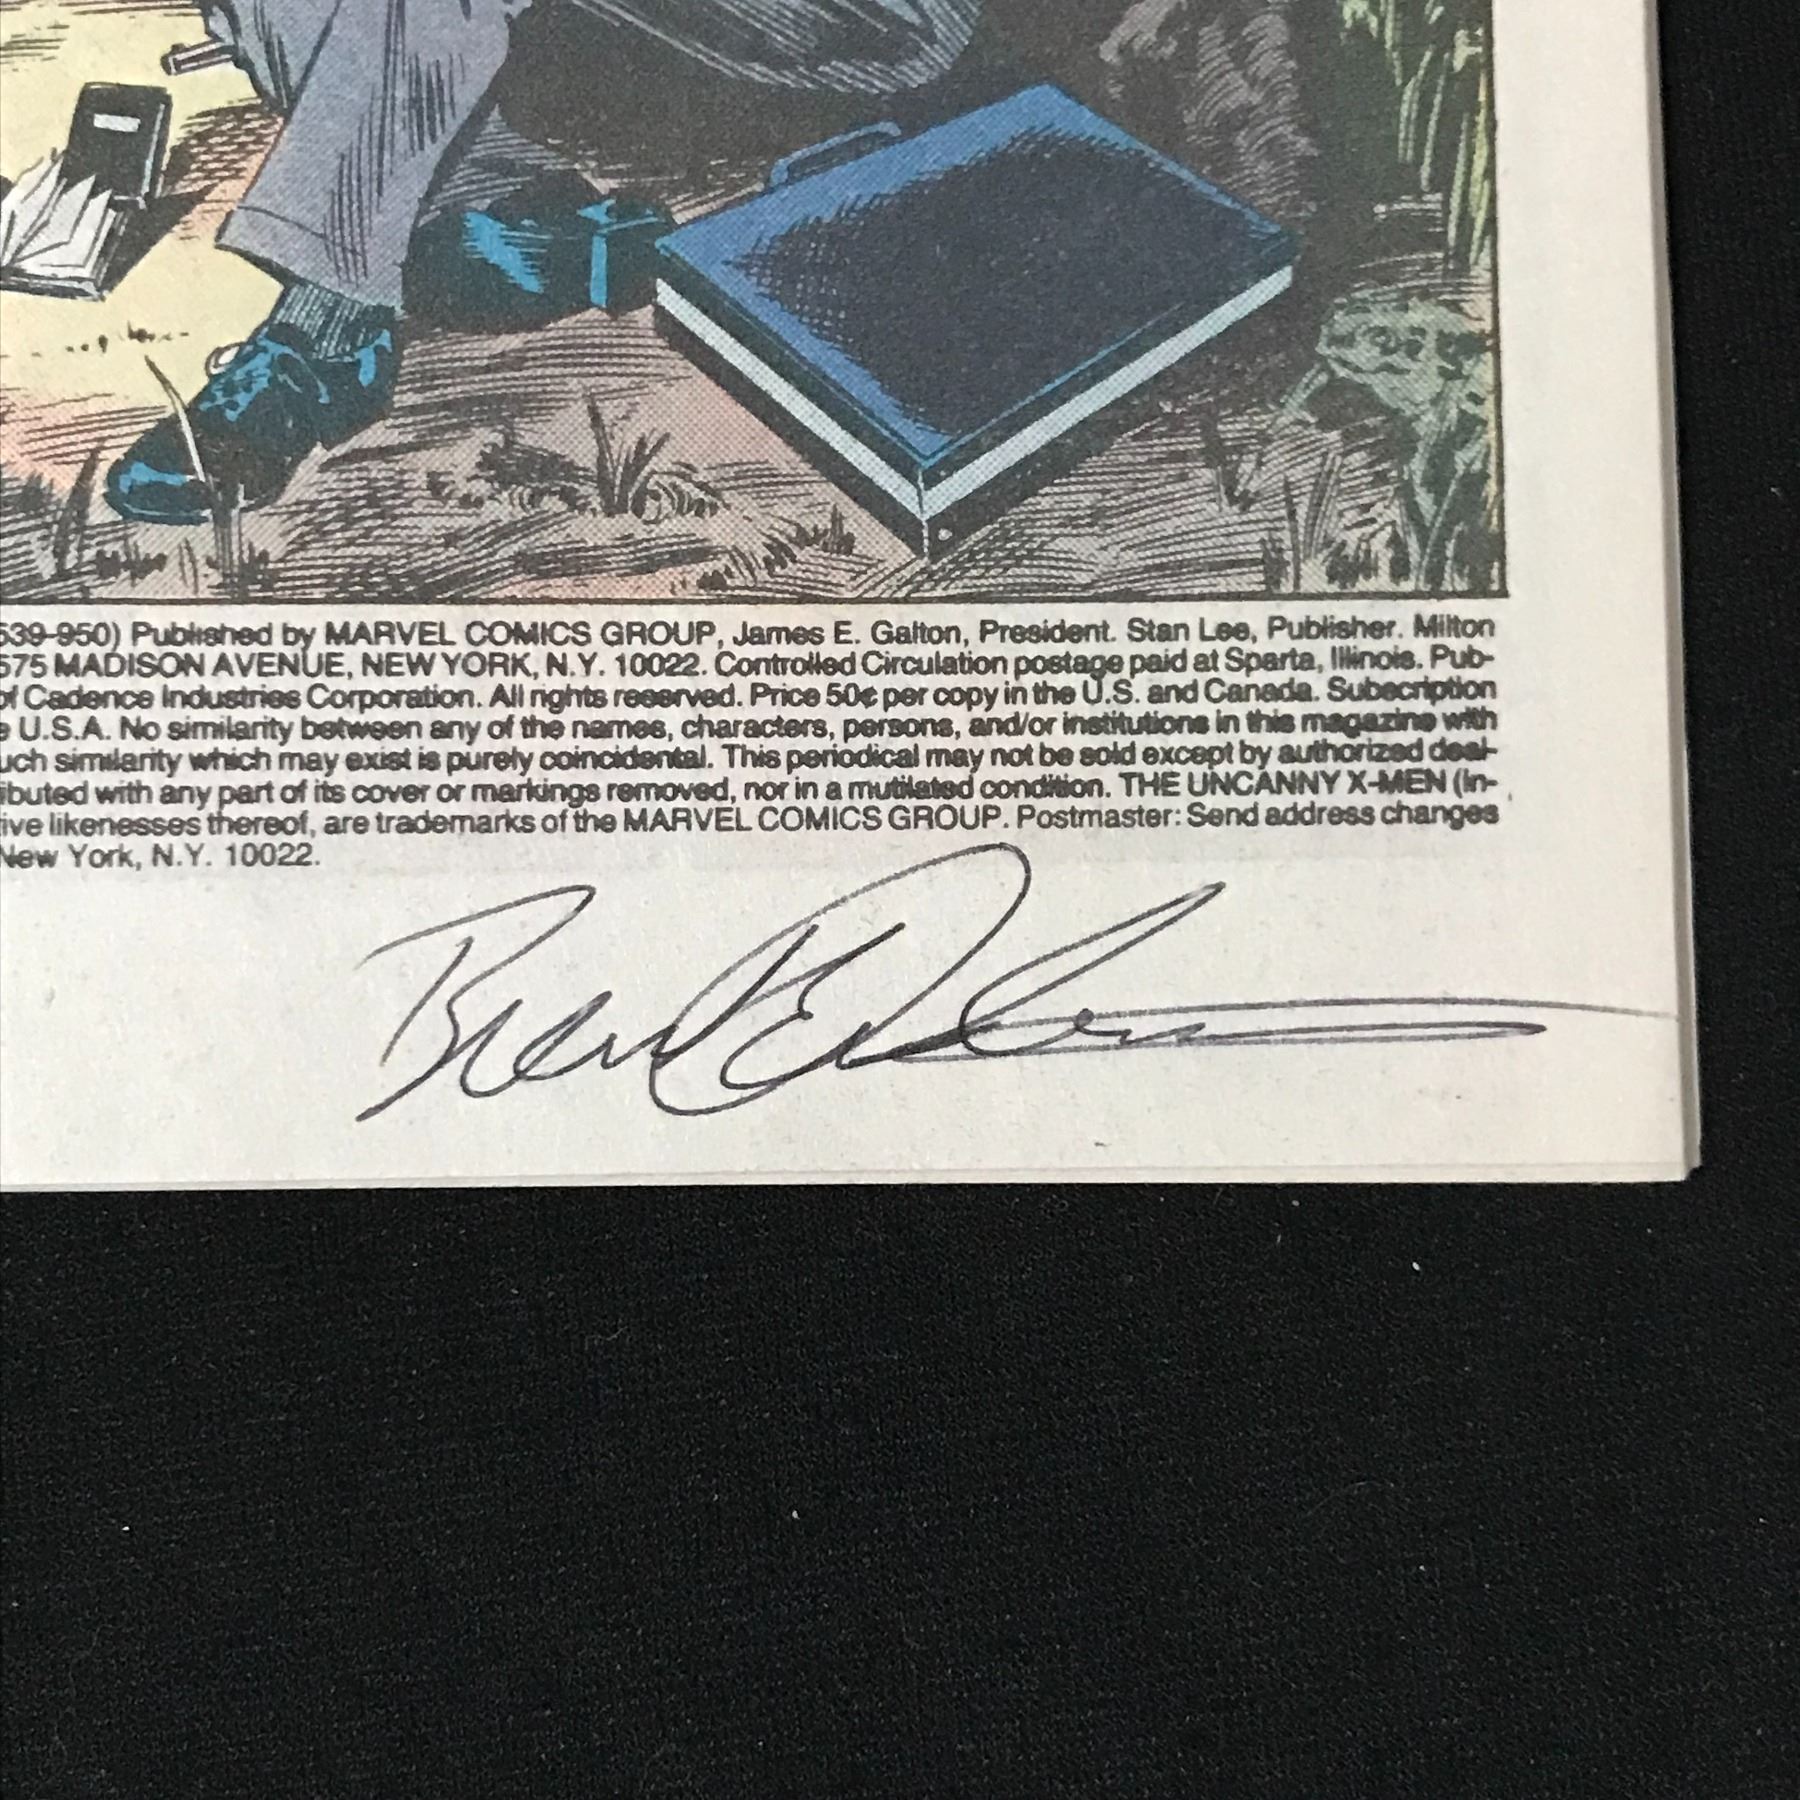 539-950) Published by MARVEL COMICS GROUP, James E. Galton, President. Stan Lee, Publisher. Milton
575 MADISON AVENUE, NEW YORK, N.Y. 10022. Controlled Circulation postage paid at Sparta, Illinois. Pub-
of Cadence Industries Corporation. All rights reserved. Price 50¢ per copy in the U.S. and Canada. Subscription
U.S.A. No similarity between any of the names, characters, persons, and/or institutions in this magazine with
uch similarity which may exist is purely coincidental. This periodical may not be sold except by authorized deal-
ibuted with any part of its cover or markings removed, nor in a mutilated condition. THE UNCANNY X-MEN (In-
ive likenesses thereof, are trademarks of the MARVEL COMICS GROUP. Postmaster: Send address changes
New York, N.Y. 10022.